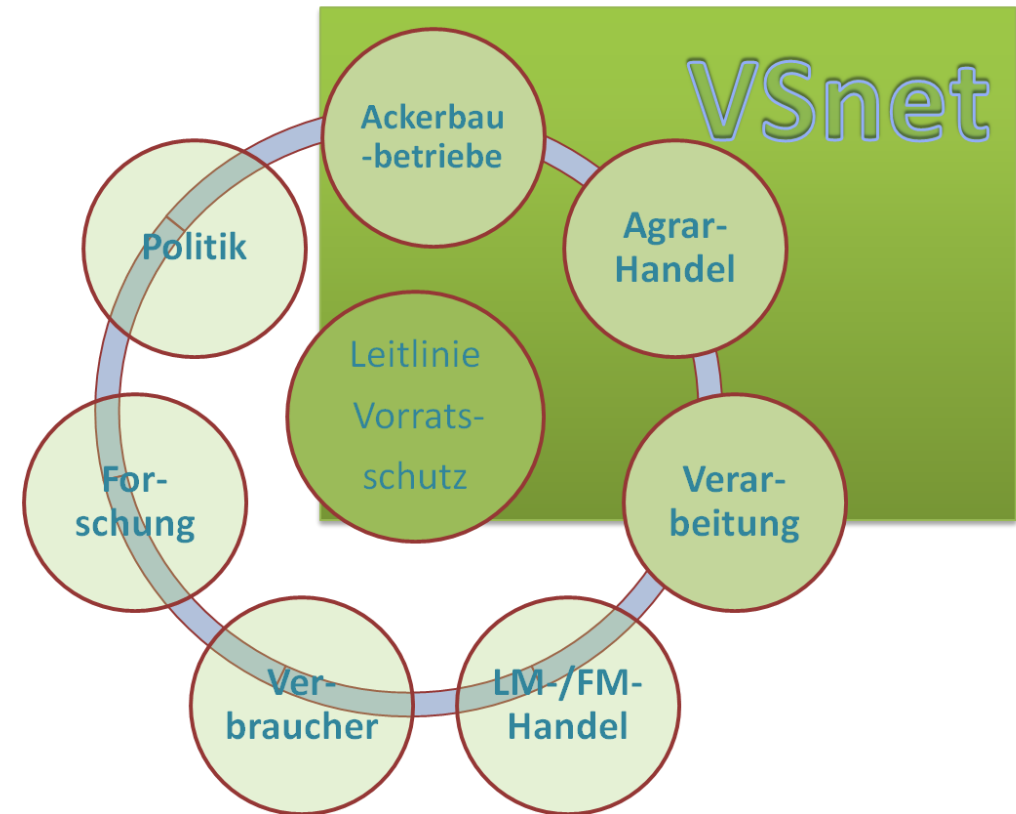 VSnet
Ackerbau
-betriebe
Agrar-
Handel
Verar-
beitung
LM-/FM-
Handel
Ver-
braucher
For-
schung
Politik
Leitlinie
Vorrats-
schutz